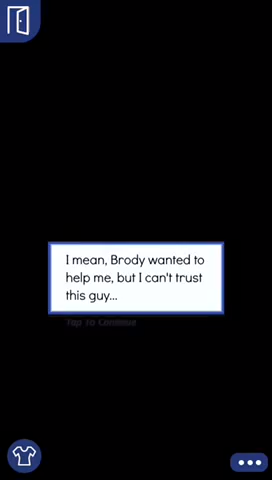 I mean, Brody wanted to
help me, but I can't trust
this guy...
Tap To Continue